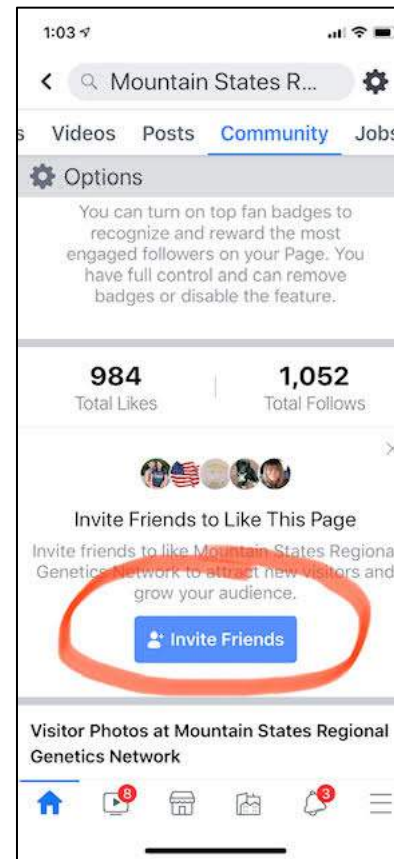 1:03
Mountain States R...
s Videos Posts Community Jobs
Options
You can turn on top fan badges to
recognize and reward the most
engaged followers on your Page. You
have full control and can remove
badges or disable the feature.
984 1,052
Total Likes Total Follows
Invite Friends to Like This Page
Invite friends to like Mountain States Regiona
Genetics Network to attract new visitors and
grow your audience.
Invite Friends
Visitor Photos at Mountain States Regional
Genetics Network
8 3